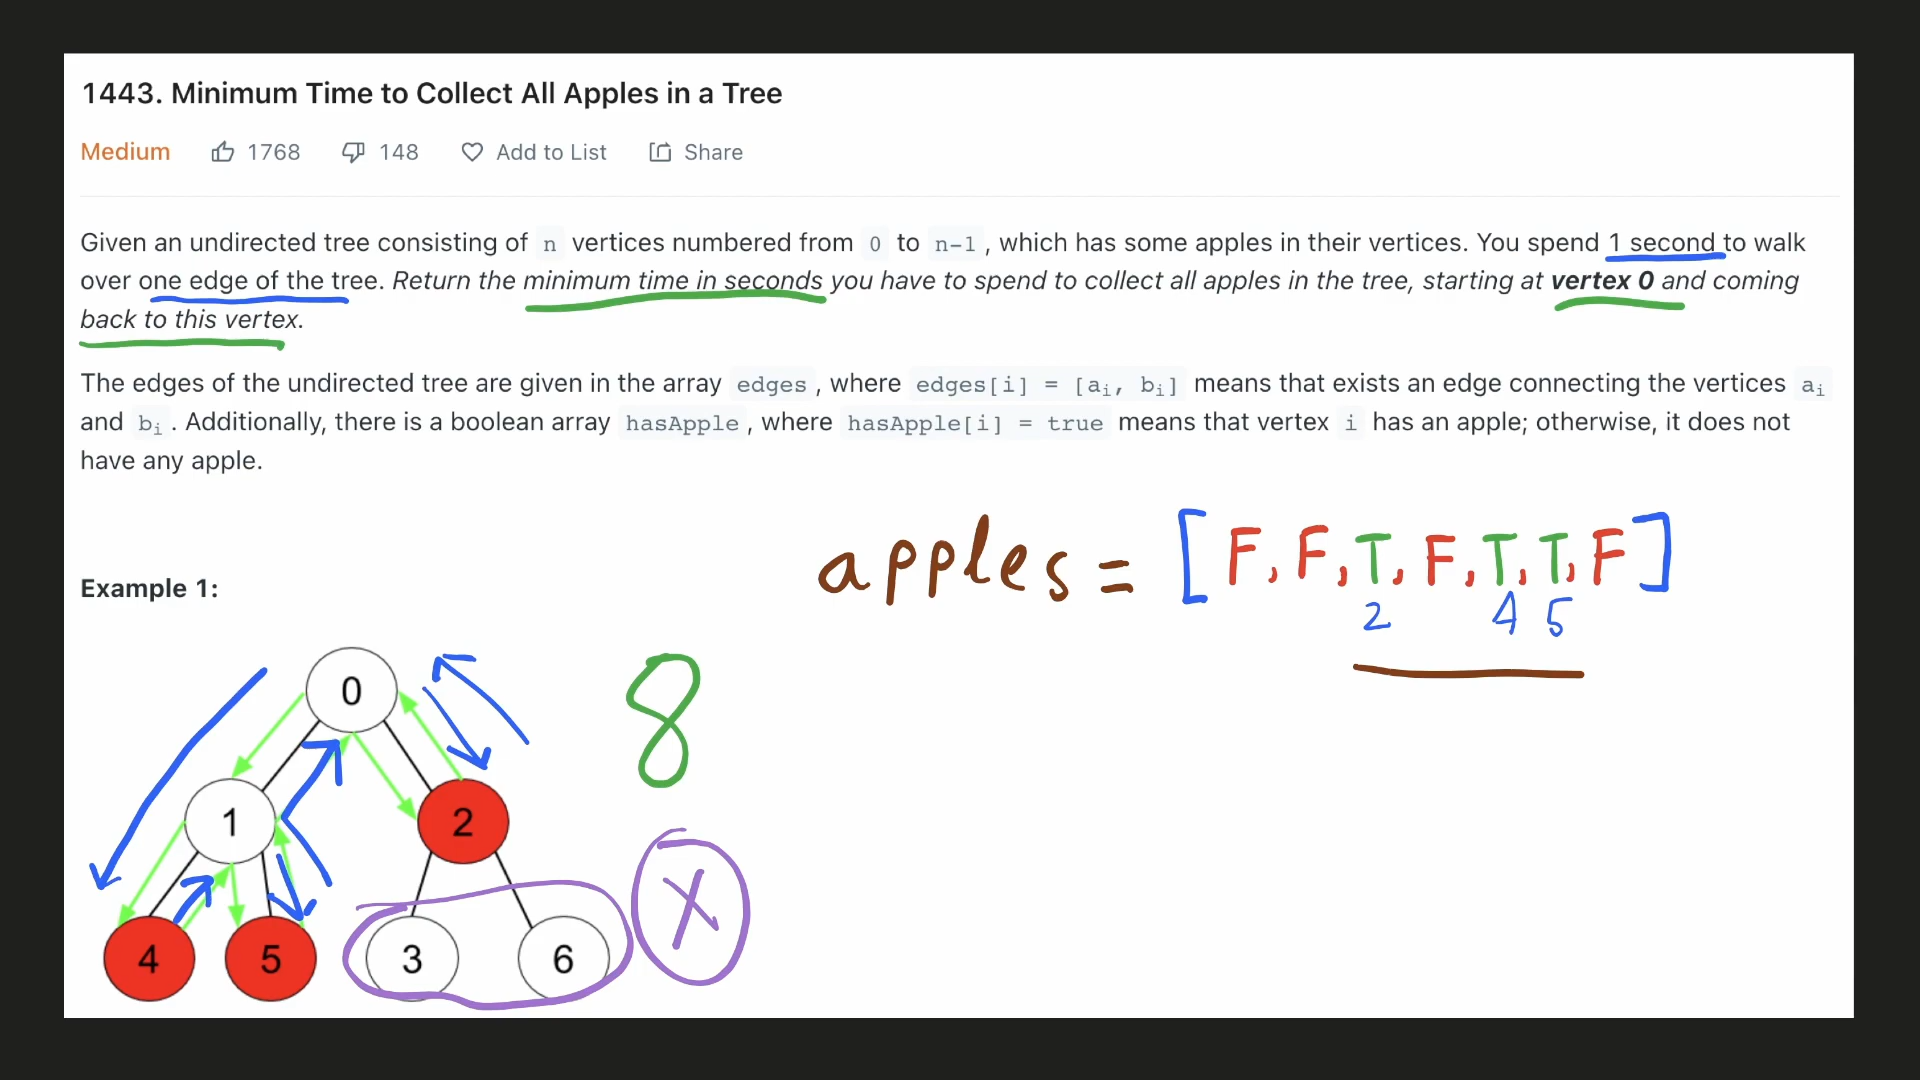 1443. Minimum Time to Collect All Apples in a Tree
Medium 1768 148 Add to List Share
Given an undirected tree consisting of n vertices numbered from 0 to n-1, which has some apples in their vertices. You spend 1 second to walk
over one edge of the tree. Return the minimum time in seconds you have to spend to collect all apples in the tree, starting at vertex 0 and coming
back to this vertex.
The edges of the undirected tree are given in the array edges, where edges[i] = [ai, bi] means that exists an edge connecting the vertices ai
and bi. Additionally, there is a boolean array hasApple, where hasApple[i] = true means that vertex i has an apple; otherwise, it does not
have any apple.
apples = [F, F, T, F, T, T, F]
2 4 5
Example 1:
0
8
1 2
X
4 5 3 6